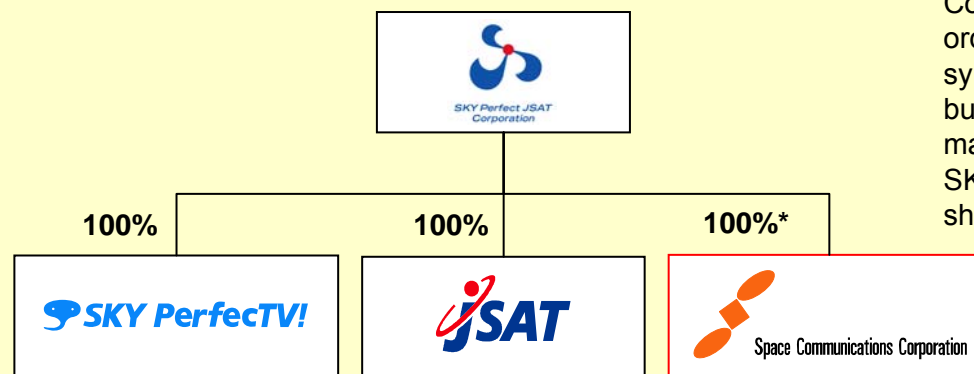 SKY Perfect JSAT
Corporation
100%
100%
100%*
SKY PerfecTV!
JSAT
Space Communications Corporation